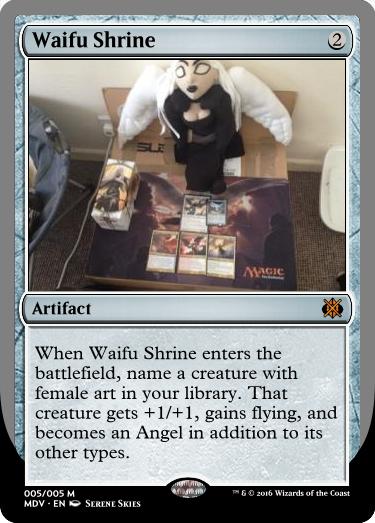 Waifu Shrine 2
MAGIC
Artifact
When Waifu Shrine enters the
battlefield, name a creature with
female art in your library. That
creature gets +1/+1, gains flying, and
becomes an Angel in addition to its
other types.
005/005 M
MDV • EN Serene Skies
™ & © 2016 Wizards of the Coast